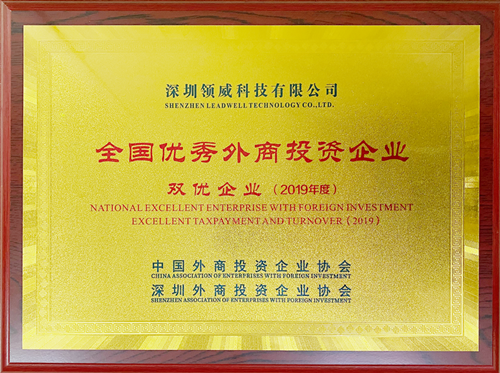 深圳领威科技有限公司
SHENZHEN LEADWELL TECHNOLOGY CO.,LTD.
全国优秀外商投资企业
双优企业（2019年度）
NATIONAL EXCELLENT ENTERPRISE WITH FOREIGN INVESTMENT
EXCELLENT TAXPAYMENT AND TURNOVER（2019）
中国外商投资企业协会
CHINA ASSOCIATION OF ENTERPRISES WITH FOREIGN INVESTMENT
深圳外商投资企业协会
SHENZHEN ASSOCIATION OF ENTERPRISES WITH FOREIGN INVESTMENT